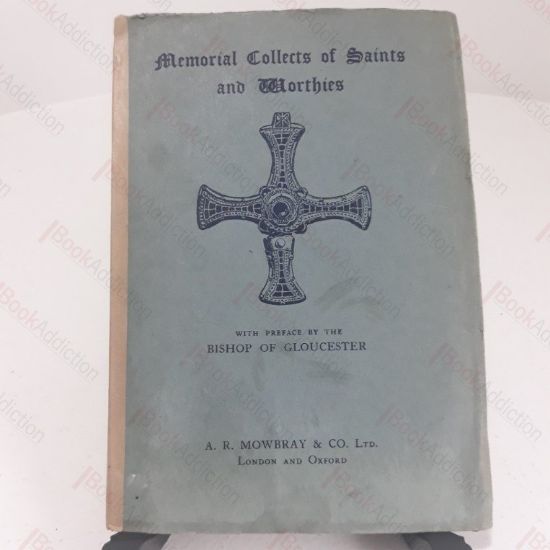 Memorial Collects of Saints
and Worthies
WITH PREFACE BY THE
BISHOP OF GLOUCESTER
A. R. MOWBRAY & CO. LTD.
LONDON AND OXFORD
iBookAddiction